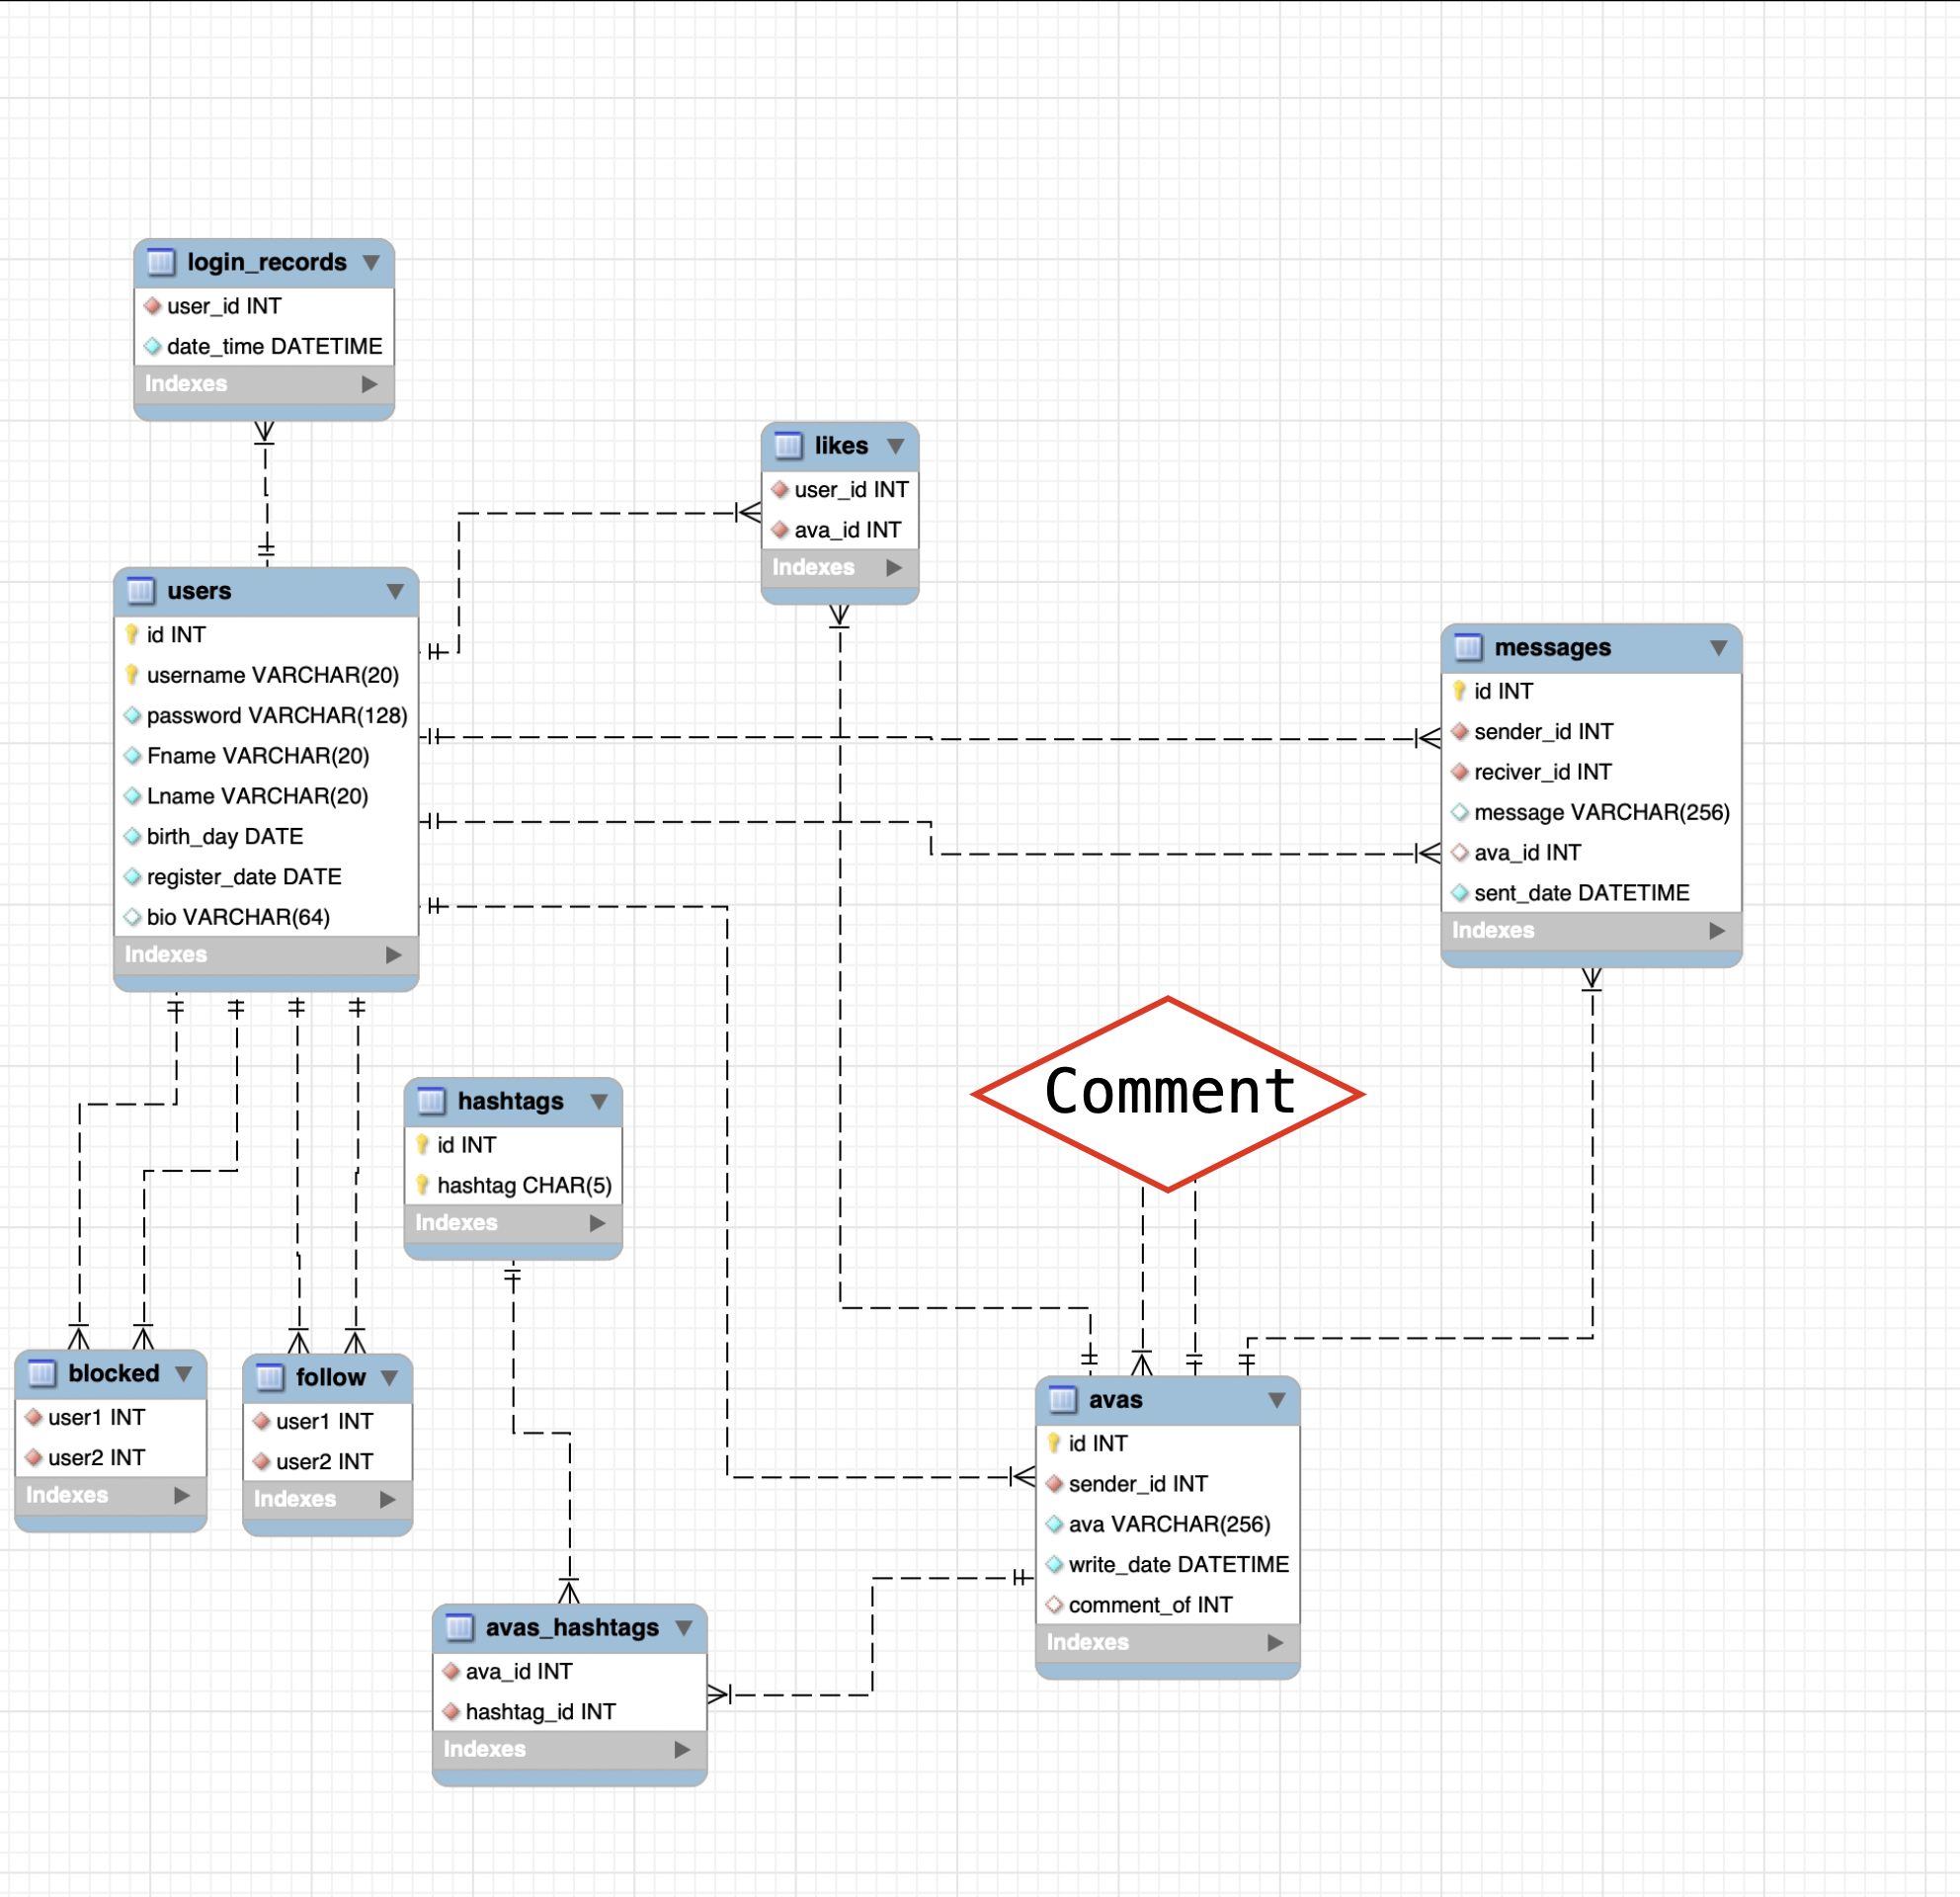 login_records
user_id INT
date_time DATETIME
Indexes
likes
user_id INT
ava_id INT
Indexes
users
id INT
username VARCHAR(20)
password VARCHAR(128)
Fname VARCHAR(20)
Lname VARCHAR(20)
birth_day DATE
register_date DATE
bio VARCHAR(64)
Indexes
messages
id INT
sender_id INT
reciver_id INT
message VARCHAR(256)
ava_id INT
sent_date DATETIME
Indexes
Comment
hashtags
id INT
hashtag CHAR(5)
Indexes
blocked
user1 INT
user2 INT
Indexes
follow
user1 INT
user2 INT
Indexes
avas
id INT
sender_id INT
ava VARCHAR(256)
write_date DATETIME
comment_of INT
Indexes
avas_hashtags
ava_id INT
hashtag_id INT
Indexes